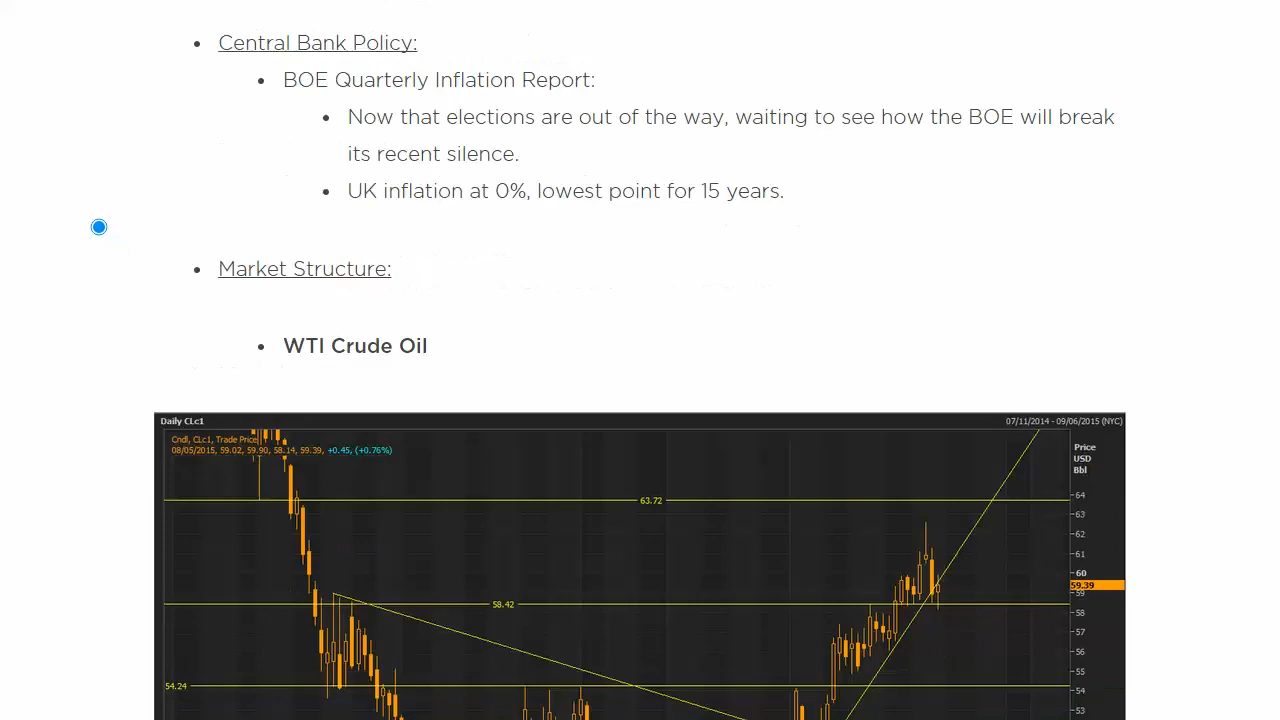 Central Bank Policy:
BOE Quarterly Inflation Report:
Now that elections are out of the way, waiting to see how the BOE will break
its recent silence.
UK inflation at 0%, lowest point for 15 years.
Market Structure:
WTI Crude Oil
Daily CLc1
07/11/2014 - 09/06/2015 (NYC)
Cndl, CLc1, Trade Price
08/05/2015, 59.02, 59.90, 58.14, 59.39, +0.45, (+0.76%)
Price
USD
Bbl
63.72
64
63
62
61
60
59.39
59
58.42
58
57
56
55
54.24
54
53